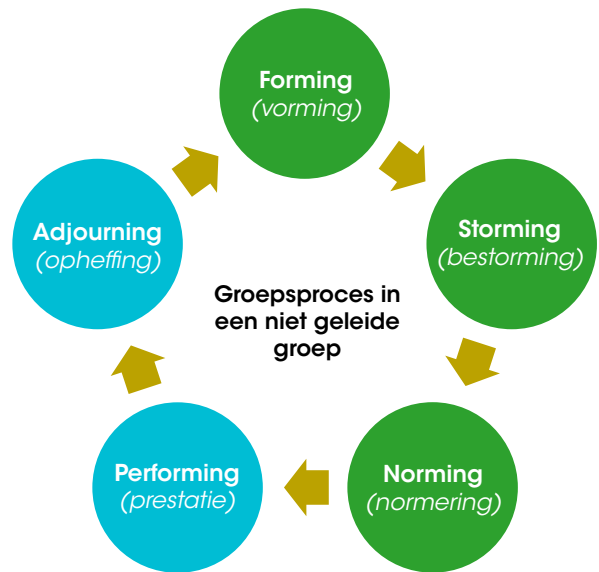 Forming
(vorming)
Storming
(bestorming)
Norming
(normering)
Performing
(prestatie)
Adjourning
(opheffing)
Groepsproces in
een niet geleide
groep